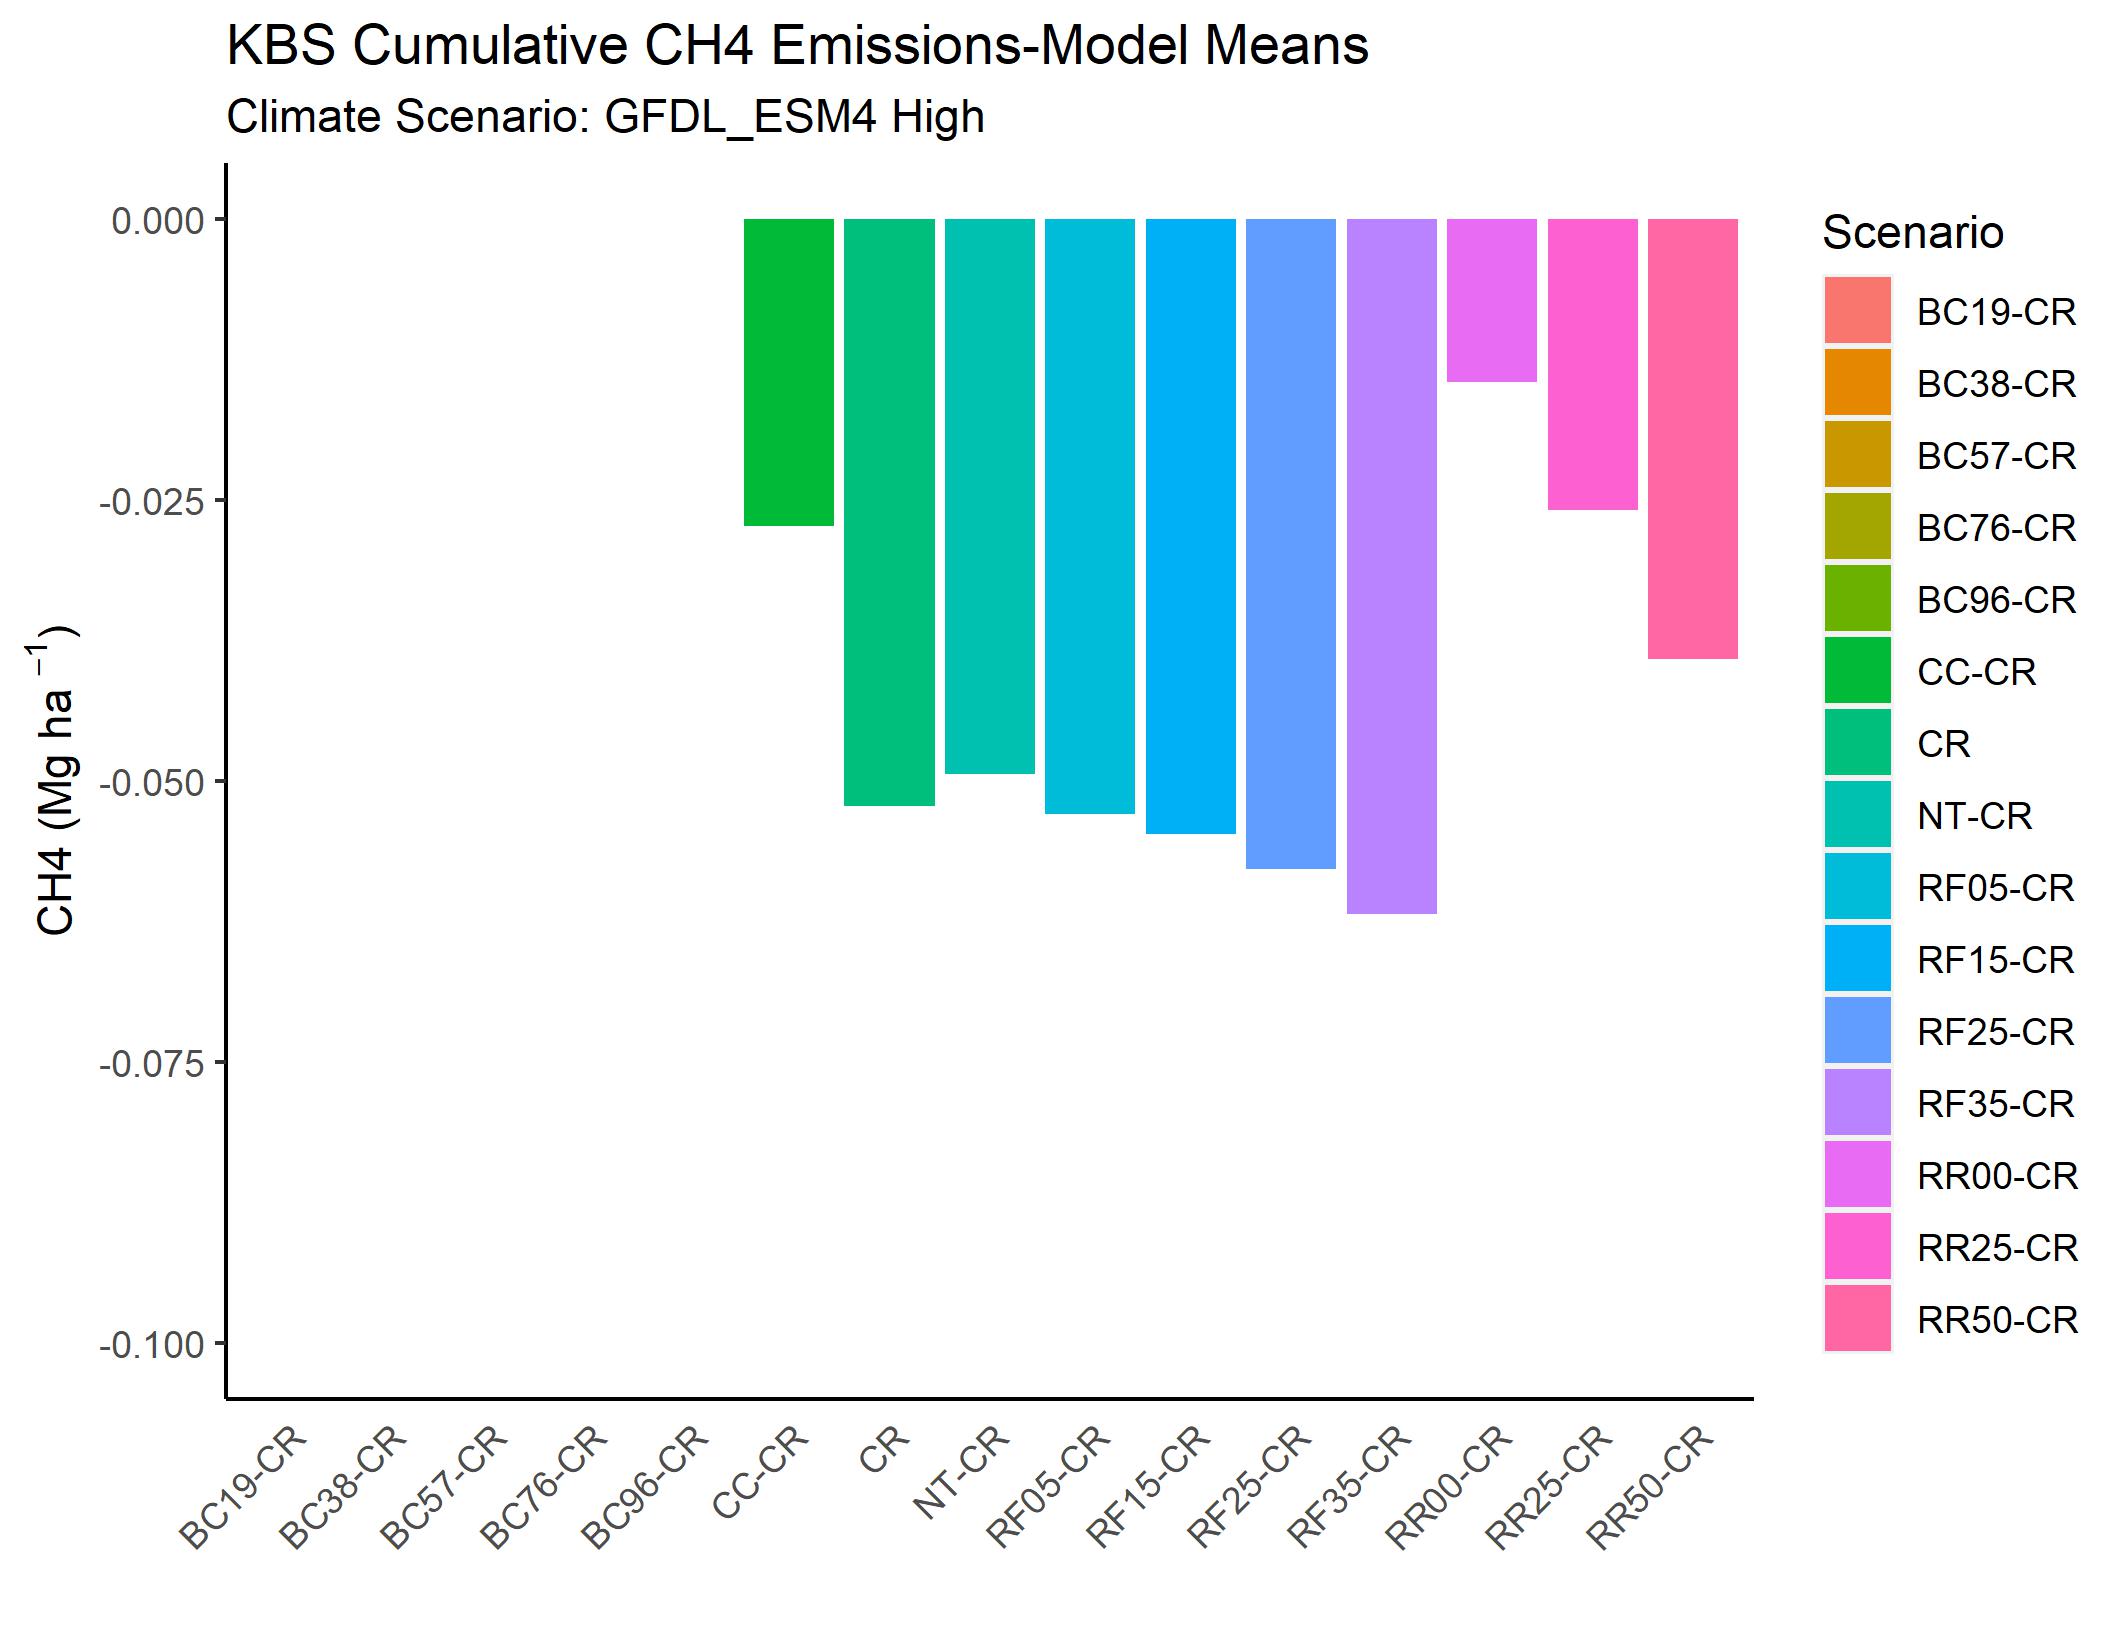 KBS Cumulative CH4 Emissions-Model Means
Climate Scenario: GFDL_ESM4 High
CH4 (Mg ha −1)
0.000
-0.025
-0.050
-0.075
-0.100
BC19-CR
BC38-CR
BC57-CR
BC76-CR
BC96-CR
CC-CR
CR
NT-CR
RF05-CR
RF15-CR
RF25-CR
RF35-CR
RR00-CR
RR25-CR
RR50-CR
Scenario
BC19-CR
BC38-CR
BC57-CR
BC76-CR
BC96-CR
CC-CR
CR
NT-CR
RF05-CR
RF15-CR
RF25-CR
RF35-CR
RR00-CR
RR25-CR
RR50-CR